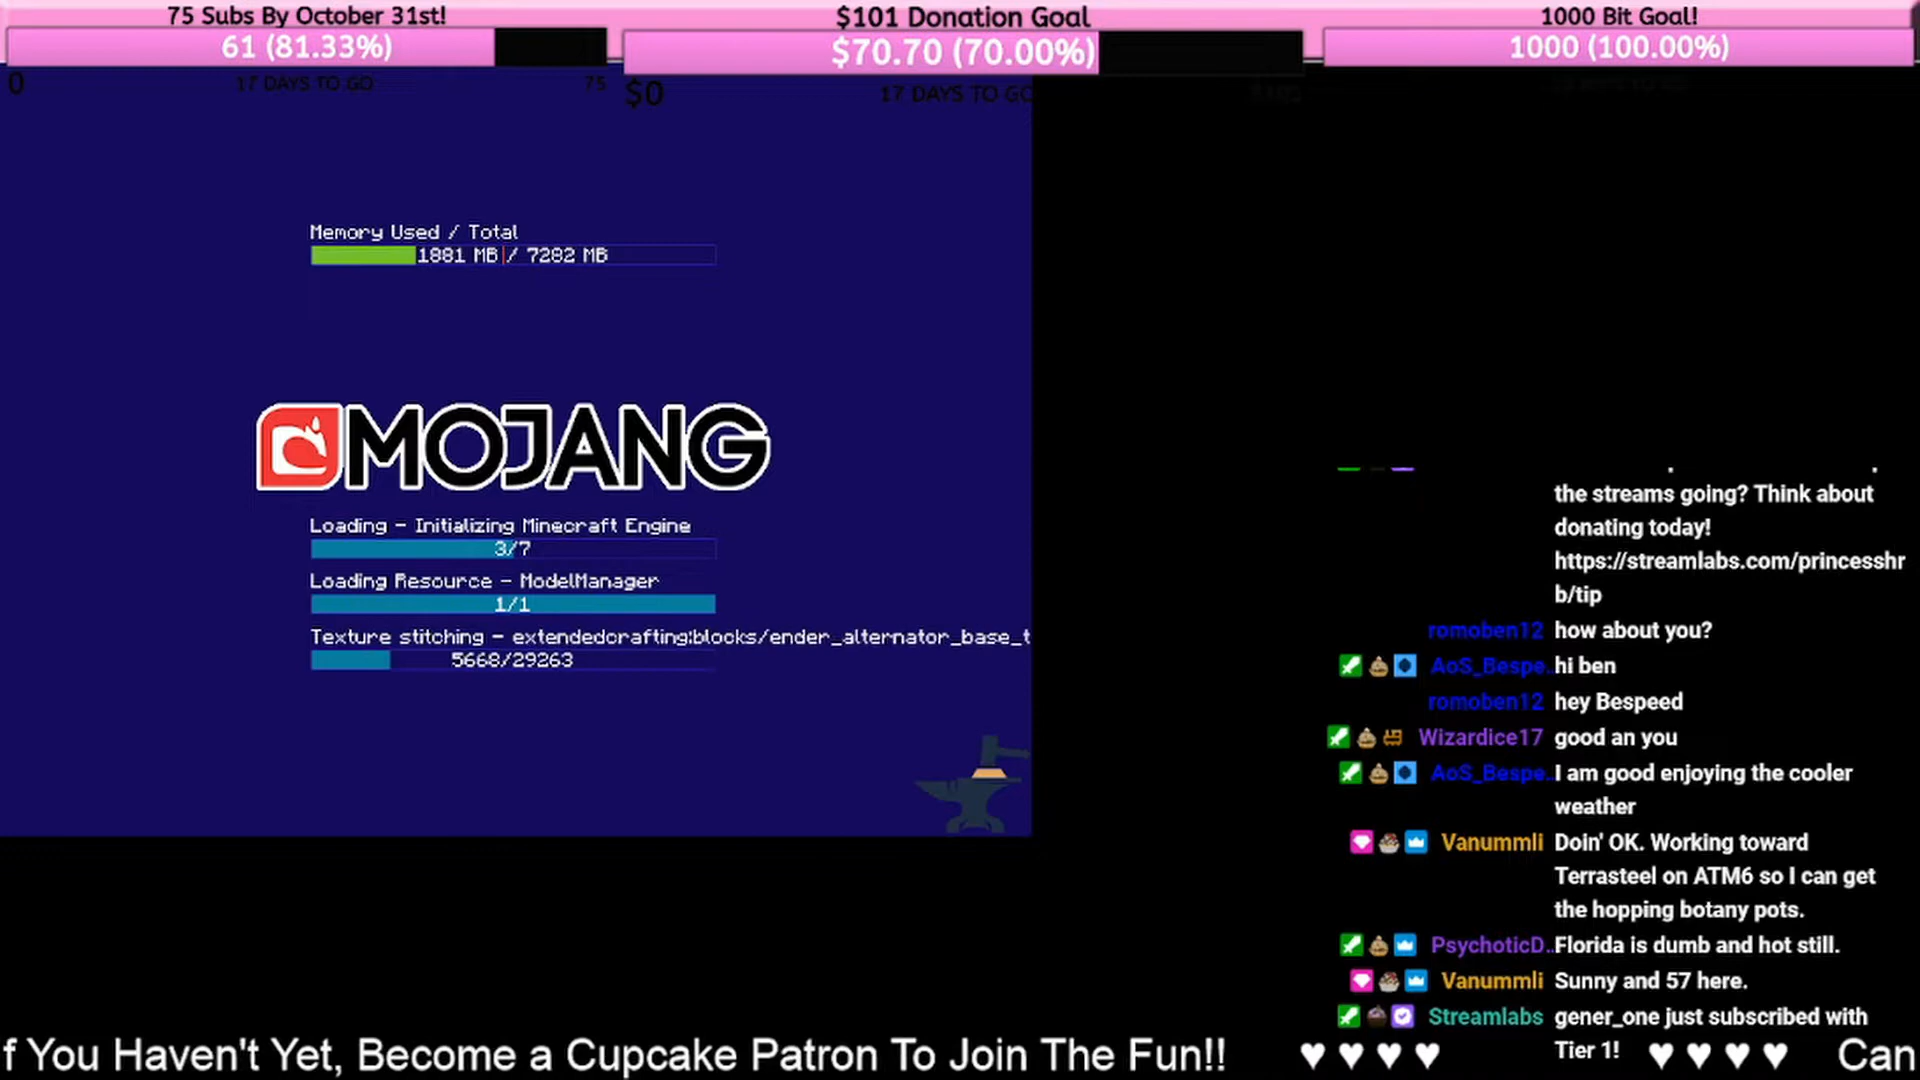 75 Subs By October 31st!
61 (81.33%)
0
17 DAYS TO GO
75
$101 Donation Goal
$70.70 (70.00%)
$0
17 DAYS TO GO
1000 Bit Goal!
1000 (100.00%)
Memory Used / Total
1881 MB / 7282 MB
MOJANG
Loading - Initializing Minecraft Engine
3/7
Loading Resource - ModelManager
1/1
Texture stitching - extendedcrafting:blocks/ender_alternator_base_t
5668/29263
the streams going? Think about
donating today!
https://streamlabs.com/princesshr
b/tip
romoben12 how about you?
AoS_Bespe.. hi ben
romoben12 hey Bespeed
Wizardice17 good an you
AoS_Bespe.. I am good enjoying the cooler
weather
Vanummli Doin' OK. Working toward
Terrasteel on ATM6 so I can get
the hopping botany pots.
PsychoticD.. Florida is dumb and hot still.
Vanummli Sunny and 57 here.
Streamlabs gener_one just subscribed with
Tier 1!
f You Haven't Yet, Become a Cupcake Patron To Join The Fun!! ♥ ♥ ♥ ♥ ♥ ♥ ♥ ♥ Can